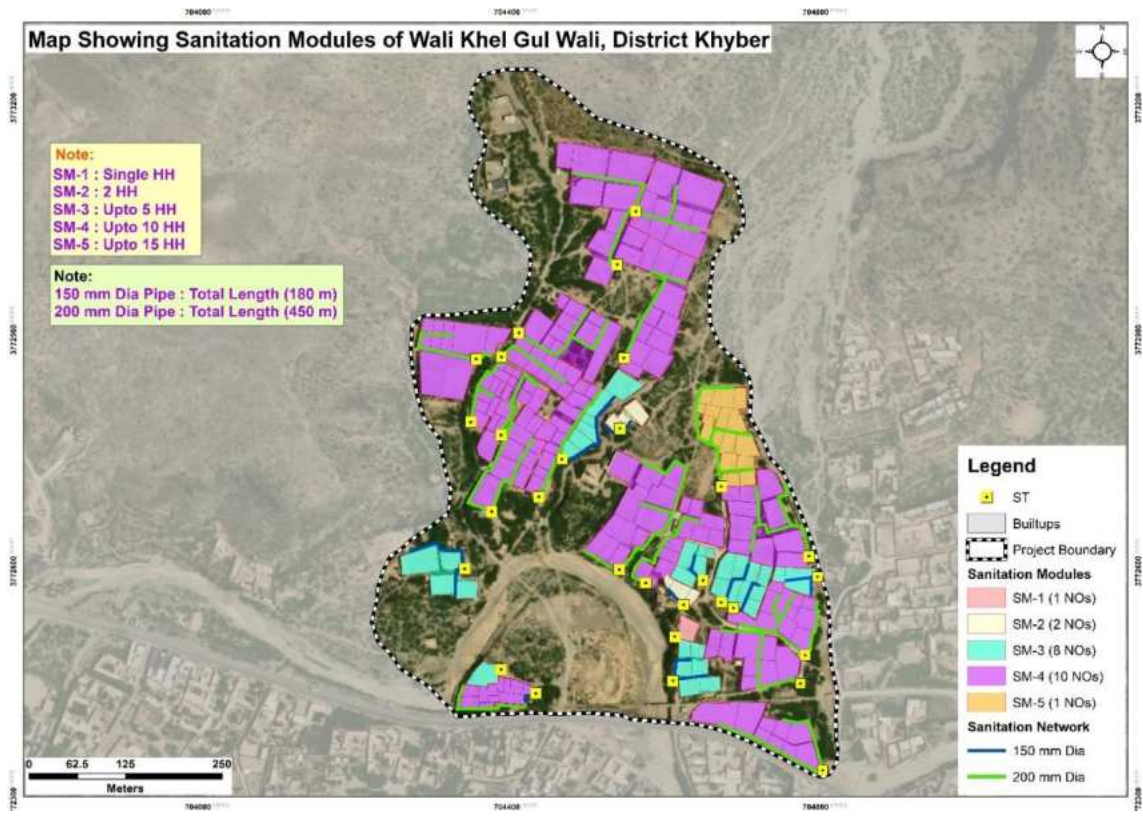 704400
Map Showing Sanitation Modules of Wali Khel Gul Wali, District Khyber
N
3773200
3773200
Note:
SM-1 : Single HH
SM-2 : 2 HH
SM-3 : Upto 5 HH
SM-4 : Upto 10 HH
SM-5 : Upto 15 HH
Note:
150 mm Dia Pipe : Total Length (180 m)
200 mm Dia Pipe : Total Length (450 m)
Legend
ST
Builtups
Project Boundary
Sanitation Modules
SM-1 (1 NOs)
SM-2 (2 NOs)
SM-3 (8 NOs)
SM-4 (10 NOs)
SM-5 (1 NOs)
Sanitation Network
150 mm Dia
200 mm Dia
0 62.5 125 250
Meters
704400